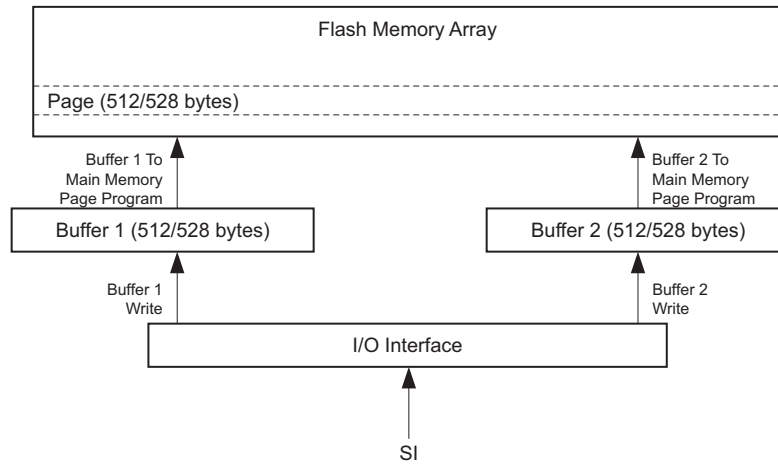 Flash Memory Array
Page (512/528 bytes)
Buffer 1 To
Main Memory
Page Program
Buffer 2 To
Main Memory
Page Program
Buffer 1 (512/528 bytes)
Buffer 2 (512/528 bytes)
Buffer 1
Write
Buffer 2
Write
I/O Interface
SI